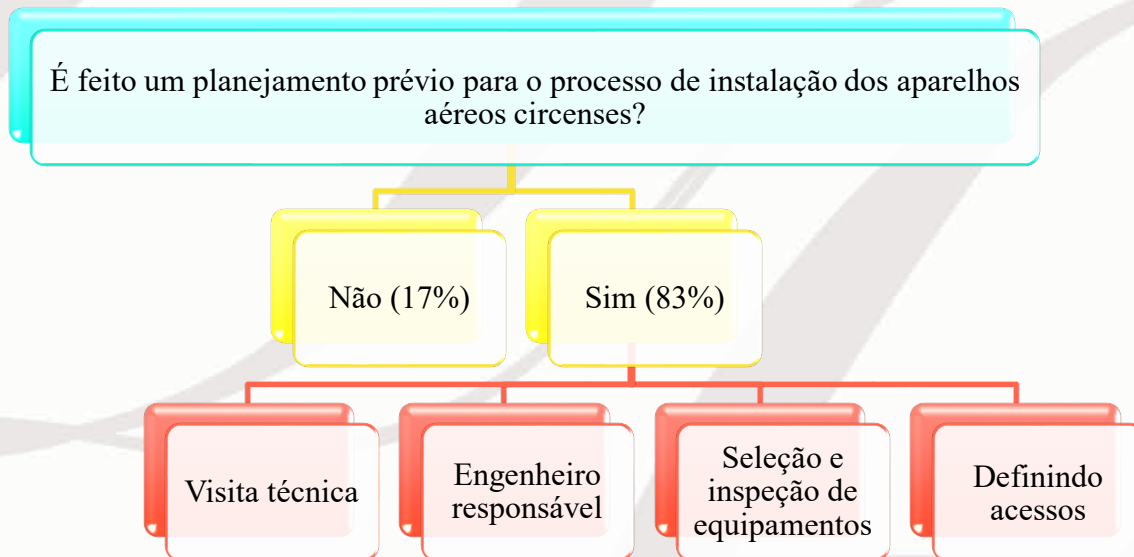 É feito um planejamento prévio para o processo de instalação dos aparelhos
aéreos circenses?
Não (17%)
Sim (83%)
Visita técnica
Engenheiro
responsável
Seleção e
inspeção de
equipamentos
Definindo
acessos